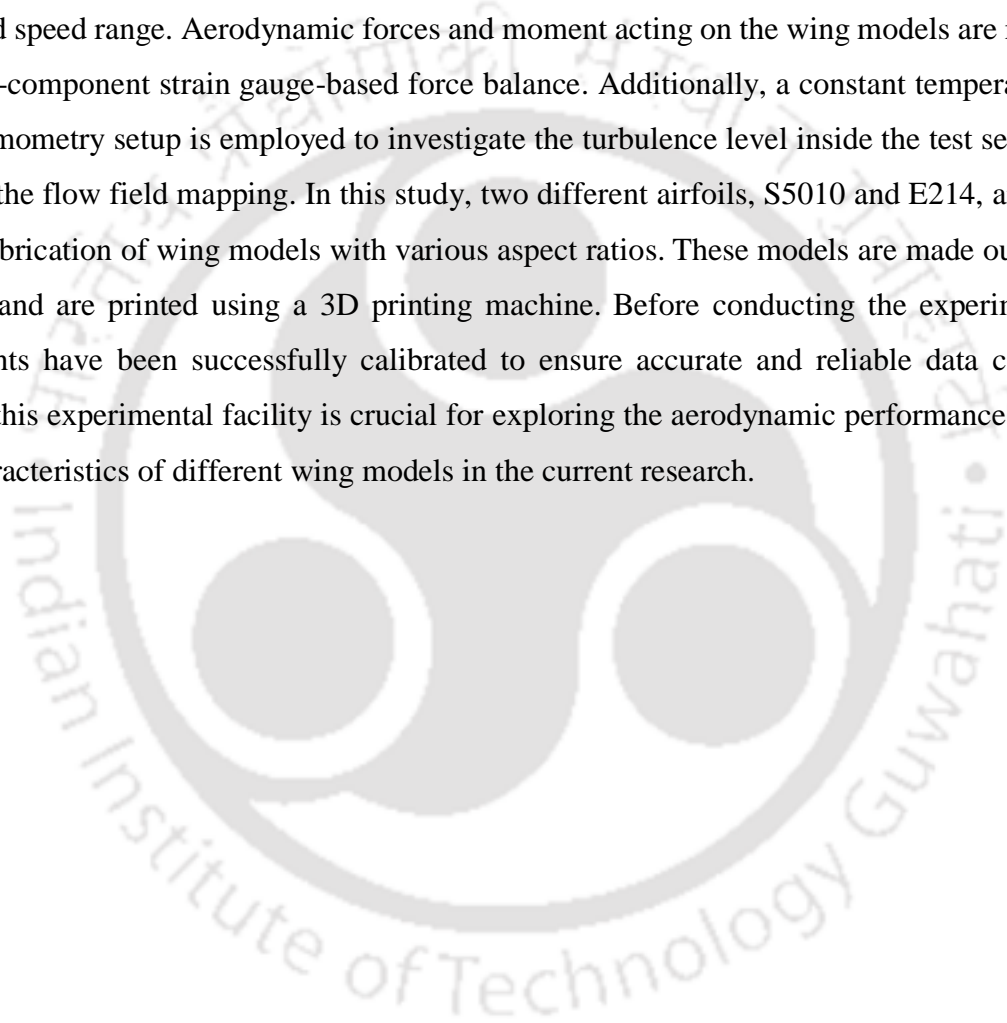 d speed range. Aerodynamic forces and moment acting on the wing models are
-component strain gauge-based force balance. Additionally, a constant tempera
mometry setup is employed to investigate the turbulence level inside the test se
the flow field mapping. In this study, two different airfoils, S5010 and E214, a
brication of wing models with various aspect ratios. These models are made ou
and are printed using a 3D printing machine. Before conducting the experim
nts have been successfully calibrated to ensure accurate and reliable data c
this experimental facility is crucial for exploring the aerodynamic performance
racteristics of different wing models in the current research.
Indian Institute of Technology Guwahati